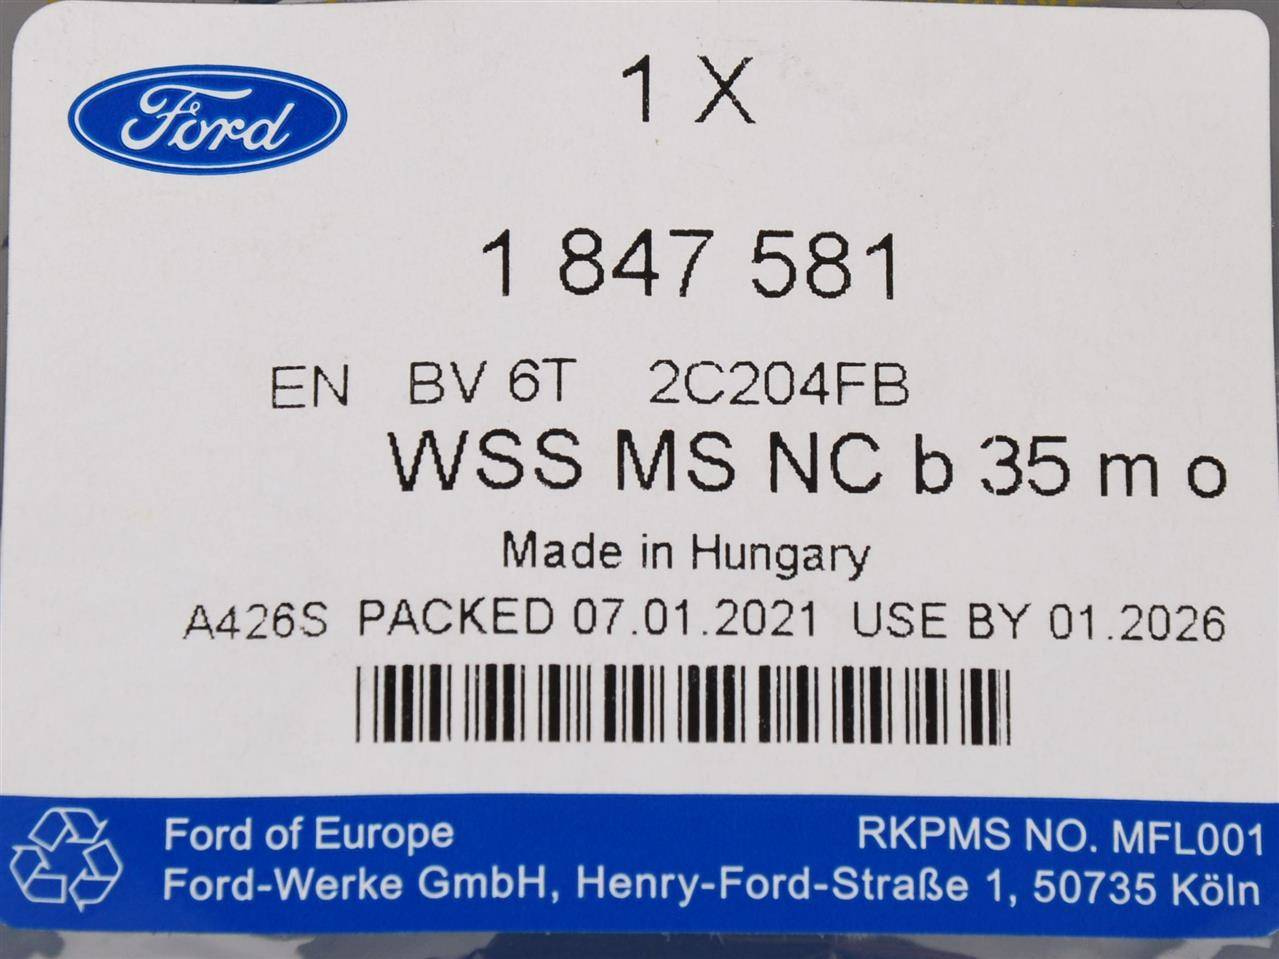 Ford
1 X
1 847 581
EN BV 6T 2C204FB
WSS MS NC b 35 m o
Made in Hungary
A426S PACKED 07.01.2021 USE BY 01.2026
Ford of Europe RKPMS NO. MFL001
Ford-Werke GmbH, Henry-Ford-Straße 1, 50735 Köln